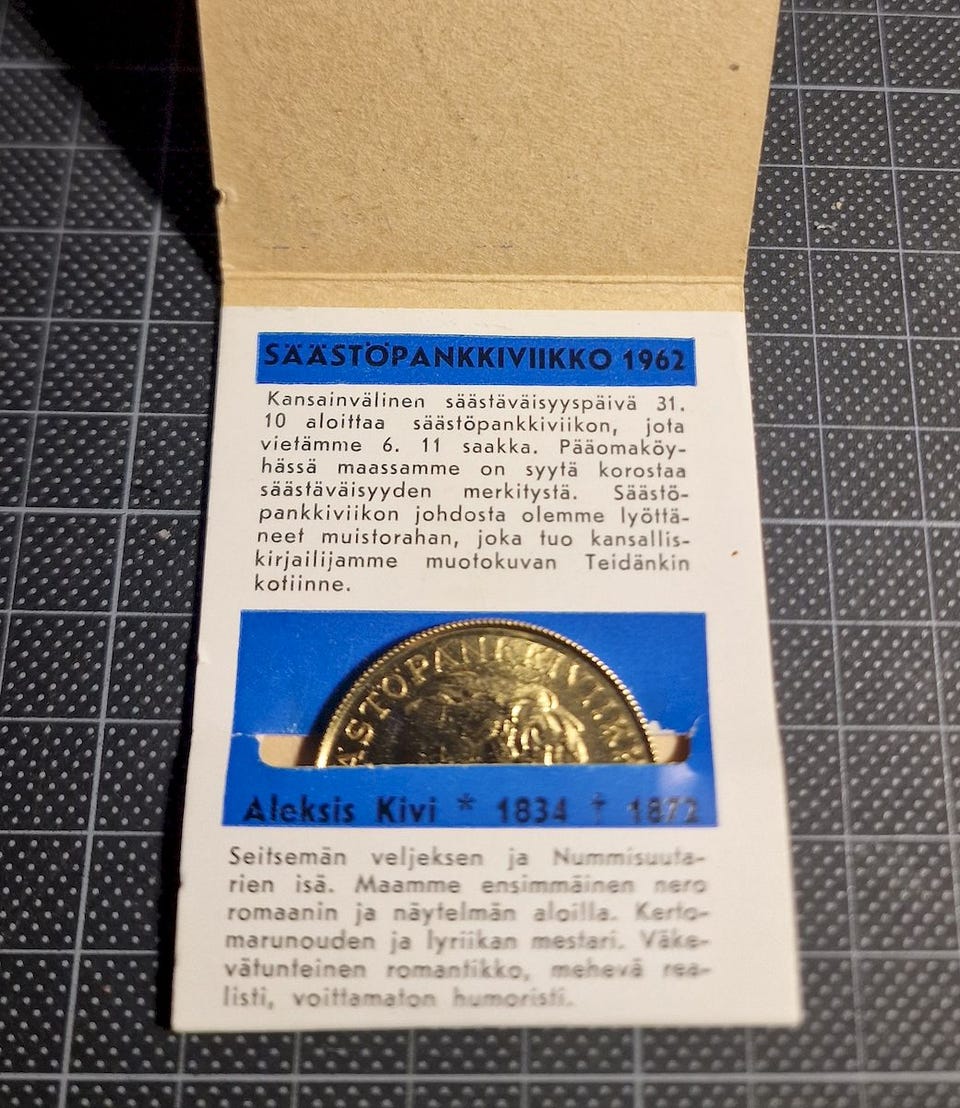 SÄÄSTÖPANKKIVIIKKO 1962
Kansainvälinen säästäväisyyspäivä 31.
10 aloittaa säästöpankkiviikon, jota
vietämme 6. 11 saakka. Pääomaköy-
hässä maassamme on syytä korostaa
säästäväisyyden merkitystä. Säästö-
pankkiviikon johdosta olemme lyöttä-
neet muistorahan, joka tuo kansallis-
kirjailijamme muotokuvan Teidänkin
kotiinne.
ÄSTÖPANKKIVIIK
Aleksis Kivi * 1834 † 1872
Seitsemän veljeksen ja Nummisuuta-
rien isä. Maamme ensimmäinen nero
romaanin ja näytelmän aloilla. Kerto-
marunouden ja lyriikan mestari. Väke-
vätunteinen romantikko, mehevä rea-
listi, voittamaton humoristi.